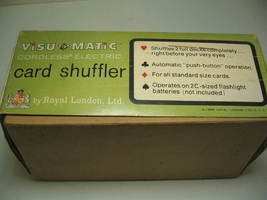 ViSU MATIC
CORDLESS ELECTRIC
card shuffler
by Royal London, Ltd.
Shuffles 2 full decks completely...
right before your very eyes...
Automatic "push-button" operation.
For all standard size cards.
Operates on 2C-sized flashlight
batteries (not included)